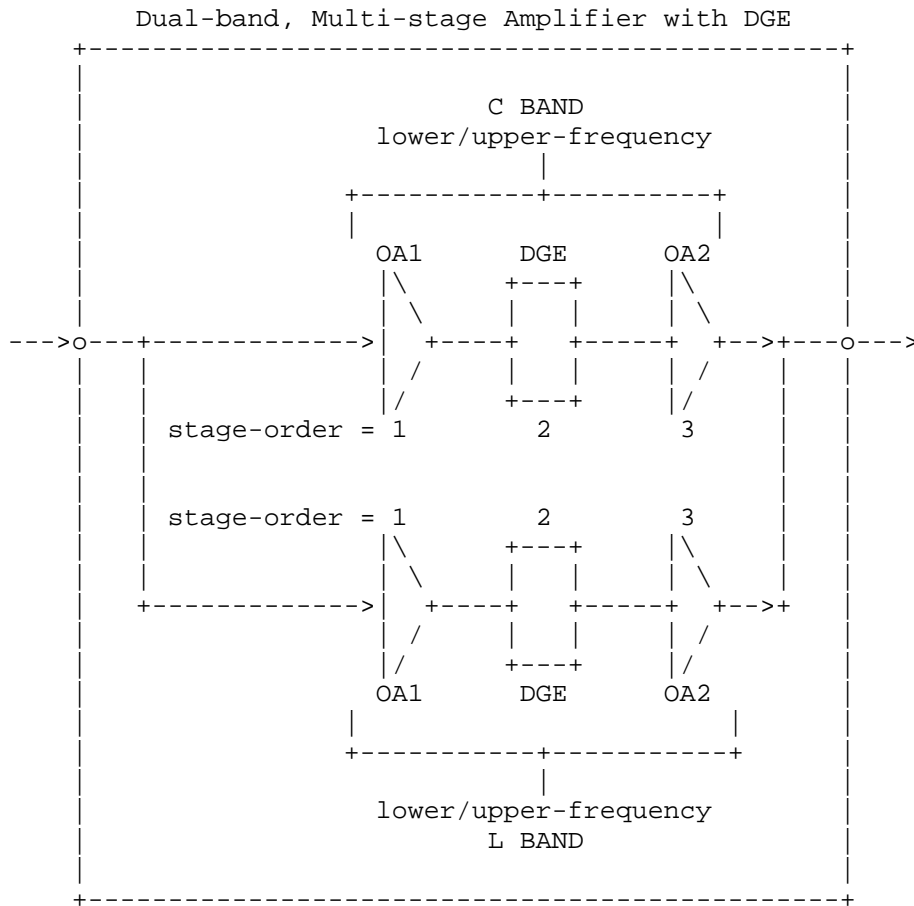 Dual-band, Multi-stage Amplifier with DGE
C BAND
lower/upper-frequency
OA1 DGE OA2
stage-order = 1 2 3
stage-order = 1 2 3
OA1 DGE OA2
lower/upper-frequency
L BAND